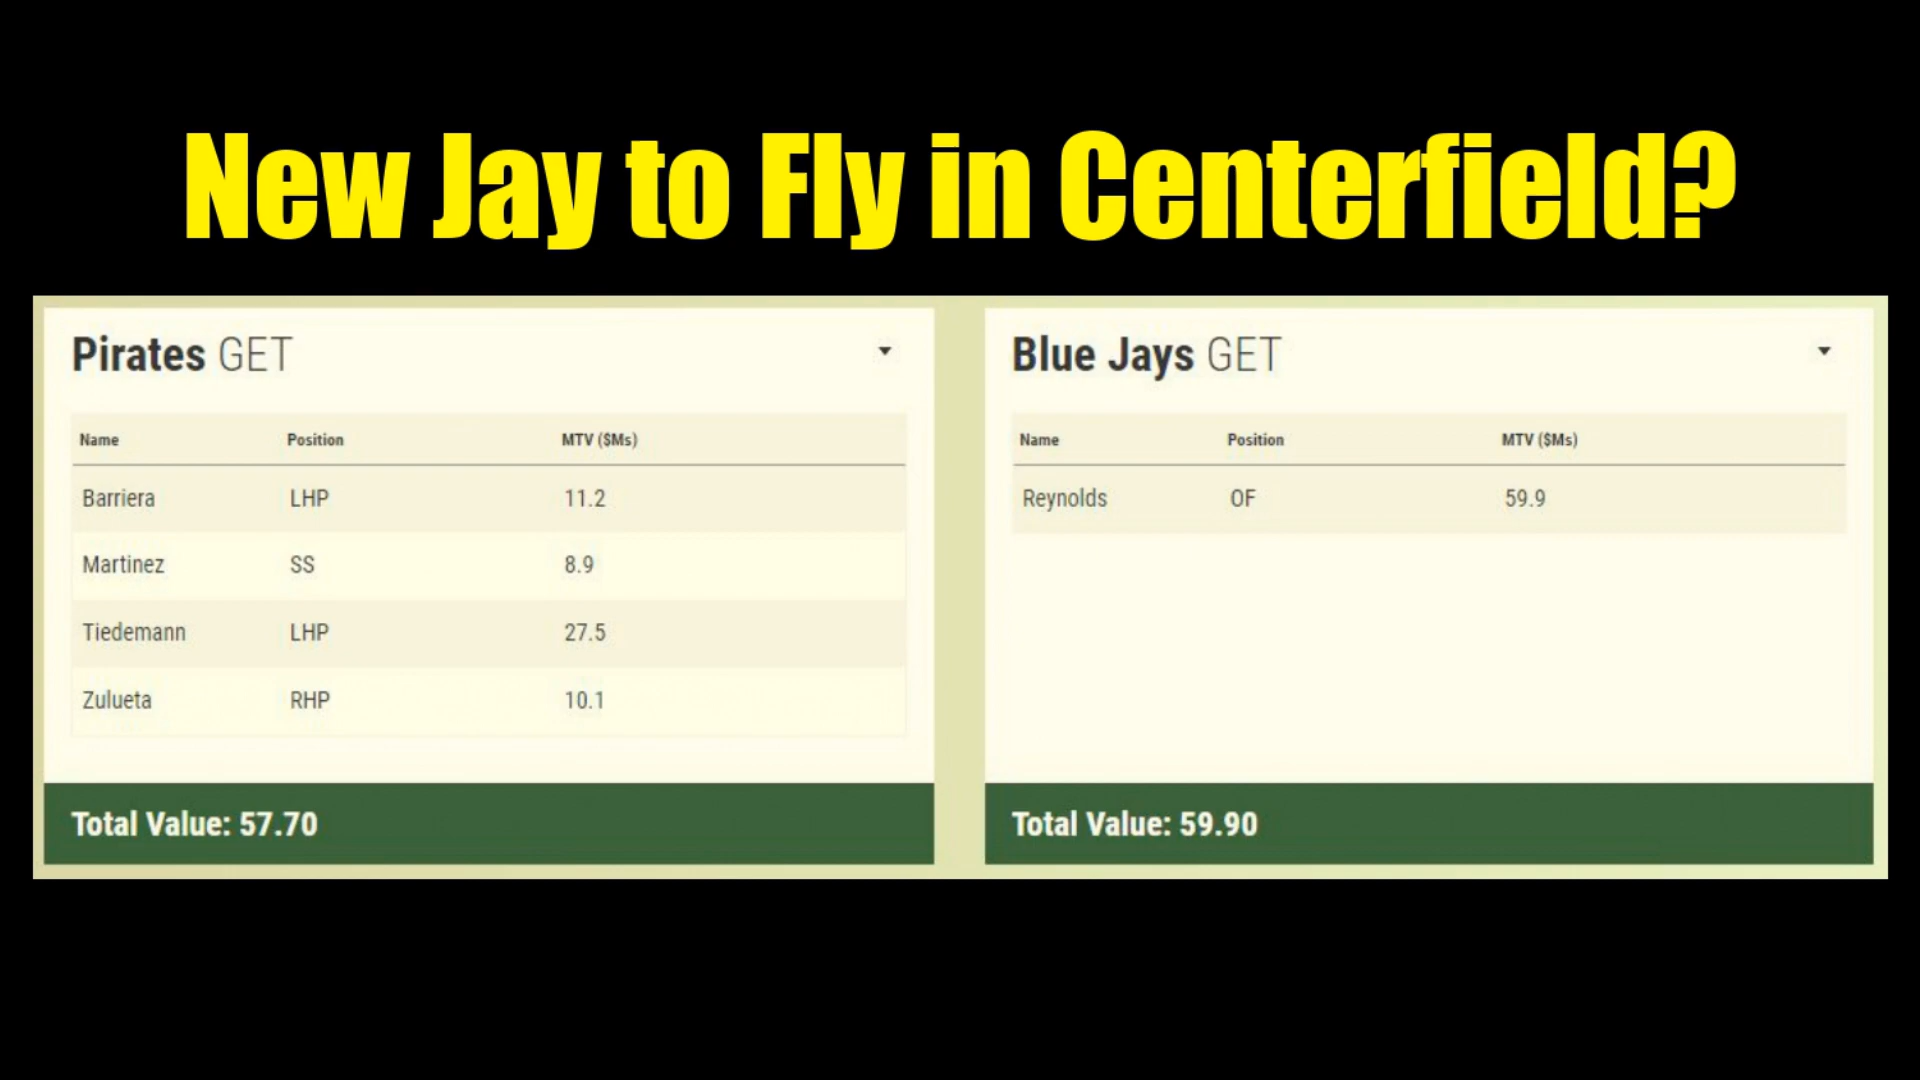 New Jay to Fly in Centerfield?
Pirates GET
Name Position MTV ($Ms)
Barriera LHP 11.2
Martinez SS 8.9
Tiedemann LHP 27.5
Zulueta RHP 10.1
Total Value: 57.70
Blue Jays GET
Name Position MTV ($Ms)
Reynolds OF 59.9
Total Value: 59.90